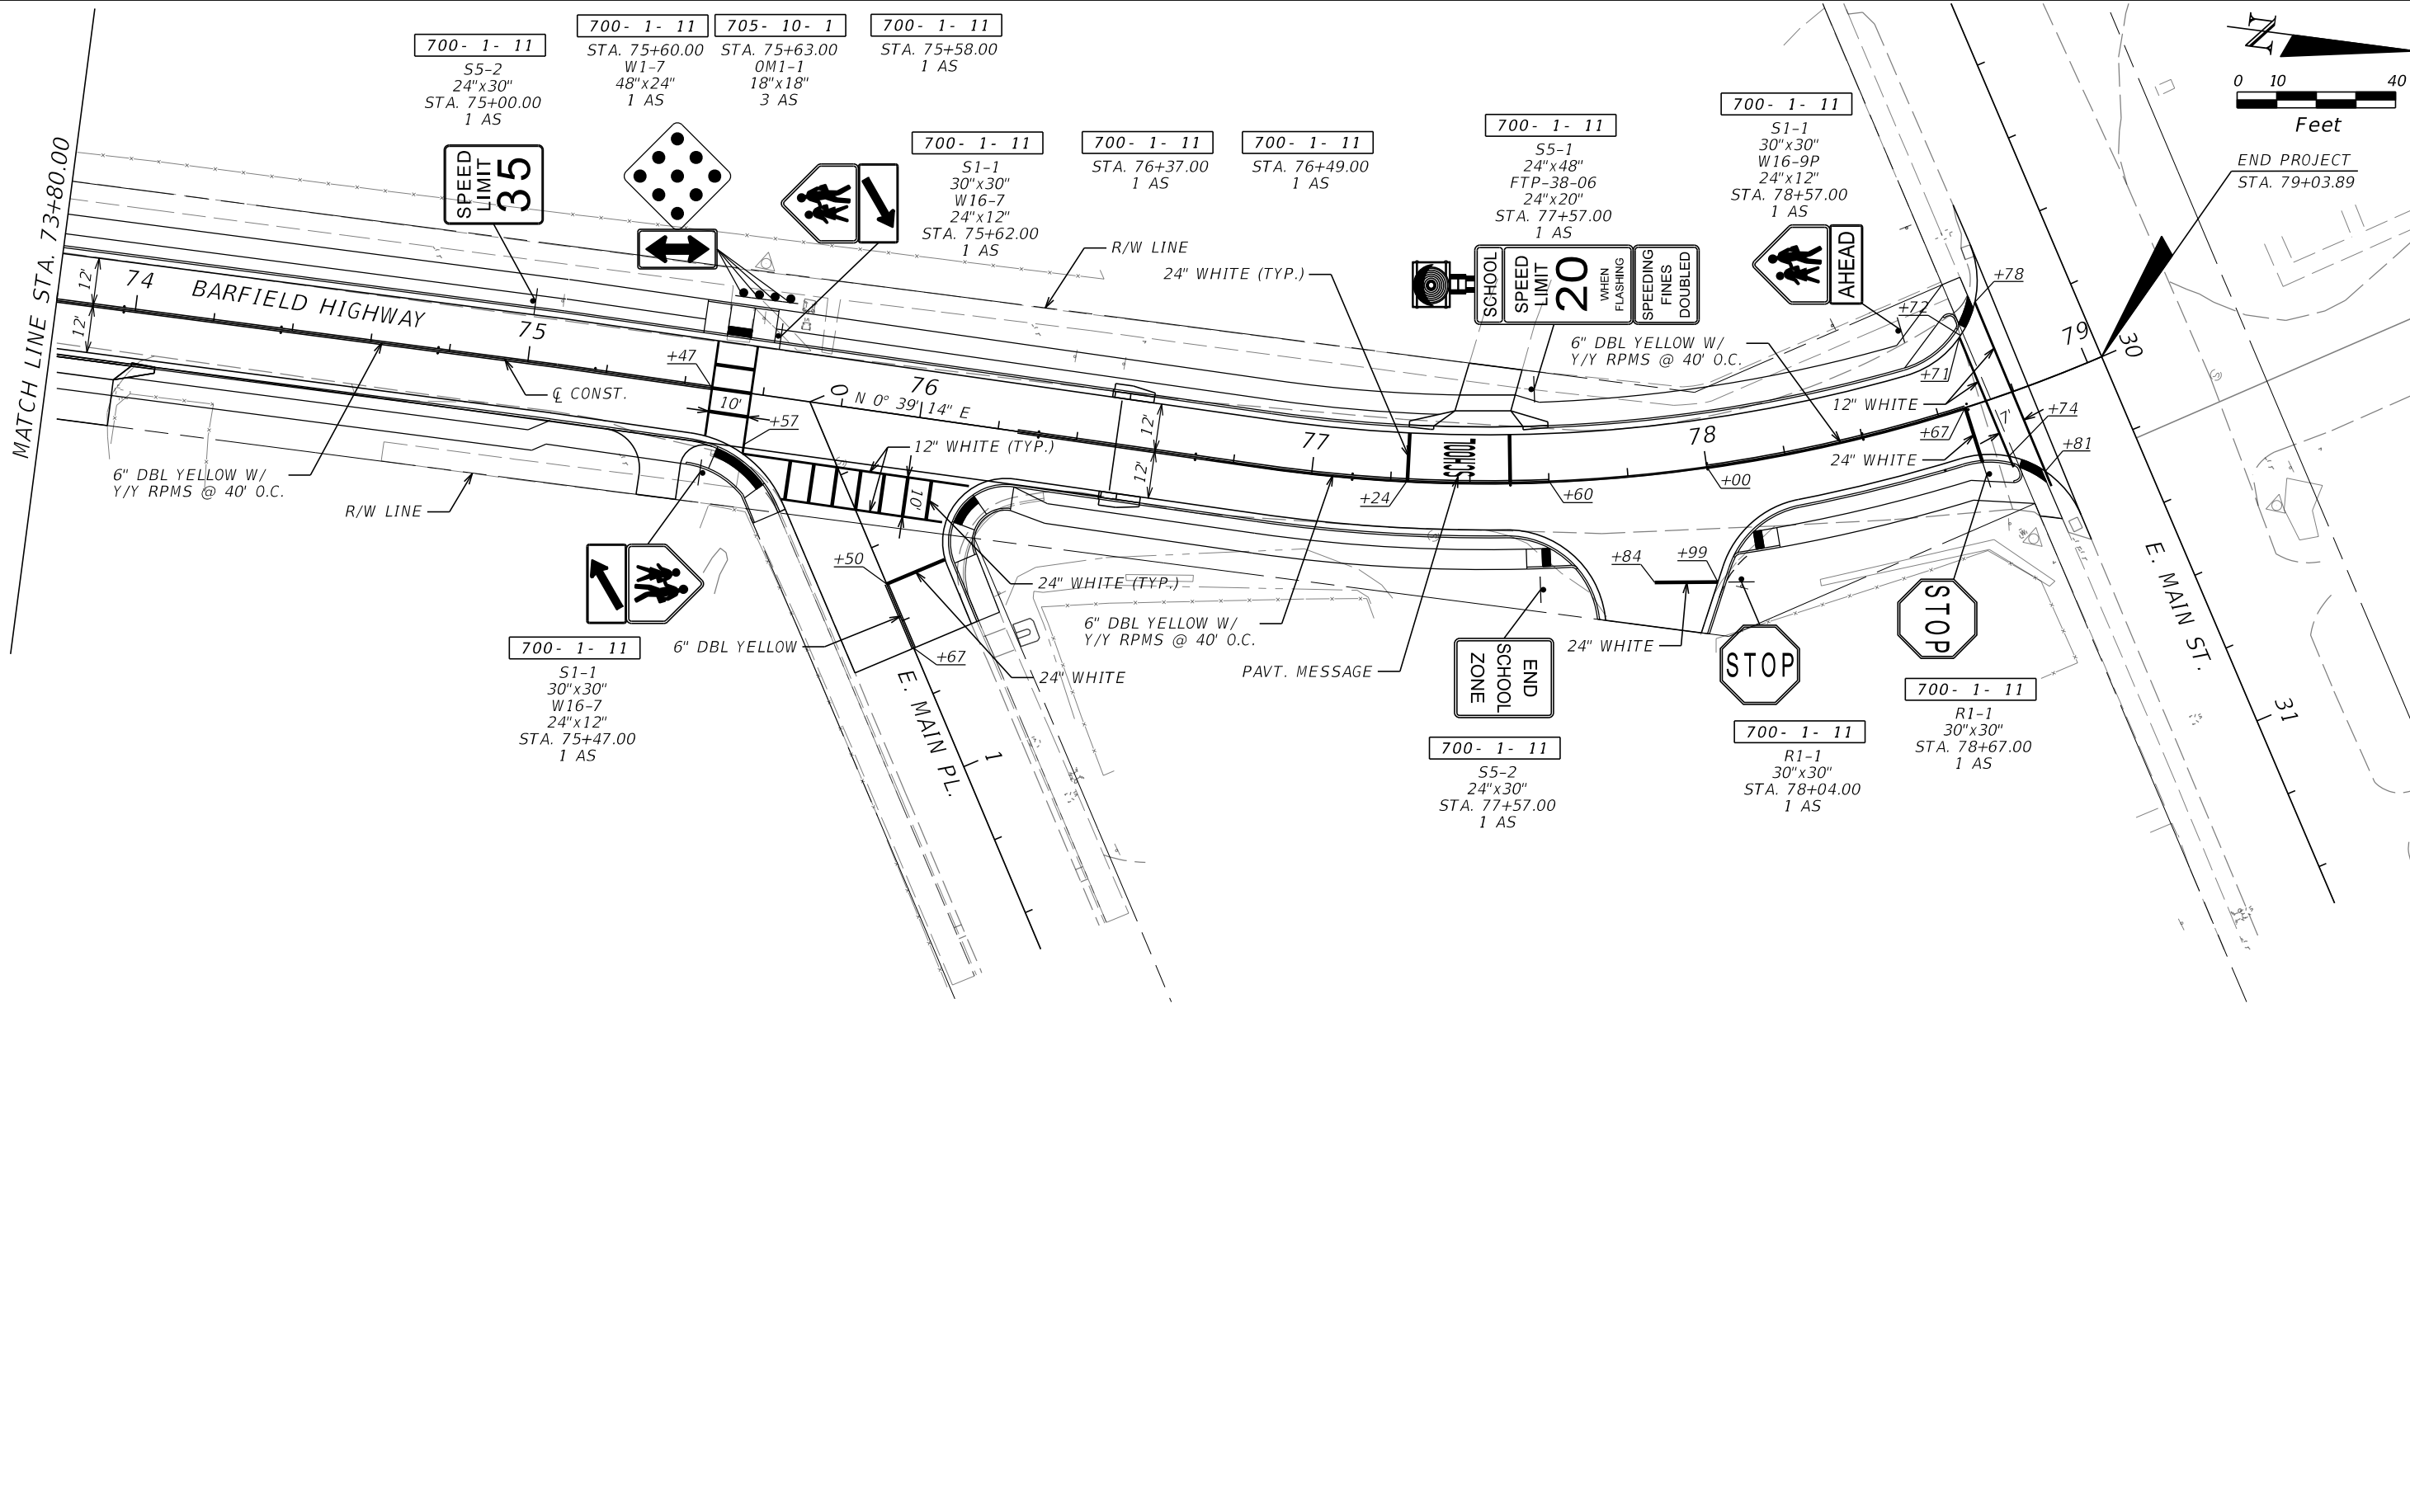 700- 1- 11
S5-2
24"x30"
STA. 75+00.00
1 AS
700- 1- 11
STA. 75+60.00
W1-7
48"x24"
1 AS
705- 10- 1
STA. 75+63.00
OM1-1
18"x18"
3 AS
700- 1- 11
STA. 75+58.00
1 AS
700- 1- 11
S1-1
30"x30"
W16-7
24"x12"
STA. 75+62.00
1 AS
700- 1- 11
STA. 76+37.00
1 AS
700- 1- 11
STA. 76+49.00
1 AS
700- 1- 11
S5-1
24"x48"
FTP-38-06
24"x20"
STA. 77+57.00
1 AS
700- 1- 11
S1-1
30"x30"
W16-9P
24"x12"
STA. 78+57.00
1 AS
N
0 10 40
Feet
END PROJECT
STA. 79+03.89
MATCH LINE STA. 73+80.00
SPEED
LIMIT
35
SCHOOL
SPEED
LIMIT
20
WHEN
FLASHING
SPEEDING
FINES
DOUBLED
AHEAD
R/W LINE
24" WHITE (TYP.)
6" DBL YELLOW W/
Y/Y RPMS @ 40' O.C.
12" WHITE
24" WHITE
+78
+72
+71
+74
+67
+81
7'
79
30
31
E. MAIN ST.
12'
12'
74
BARFIELD HIGHWAY
75
+47
10'
+57
℄ CONST.
0
76
N 0° 39' 14" E
12'
12'
77
SCHOOL
+24
+60
78
+00
6" DBL YELLOW W/
Y/Y RPMS @ 40' O.C.
R/W LINE
12" WHITE (TYP.)
10'
+50
24" WHITE (TYP.)
6" DBL YELLOW
+67
24" WHITE
E. MAIN PL.
1
6" DBL YELLOW W/
Y/Y RPMS @ 40' O.C.
PAVT. MESSAGE
+84
+99
24" WHITE
END
SCHOOL
ZONE
STOP
STOP
700- 1- 11
S1-1
30"x30"
W16-7
24"x12"
STA. 75+47.00
1 AS
700- 1- 11
S5-2
24"x30"
STA. 77+57.00
1 AS
700- 1- 11
R1-1
30"x30"
STA. 78+04.00
1 AS
700- 1- 11
R1-1
30"x30"
STA. 78+67.00
1 AS